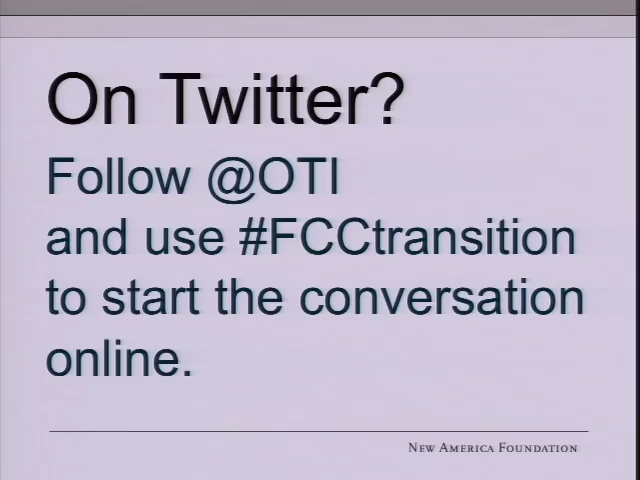 On Twitter?
Follow @OTI
and use #FCCtransition
to start the conversation
online.
NEW AMERICA FOUNDATION